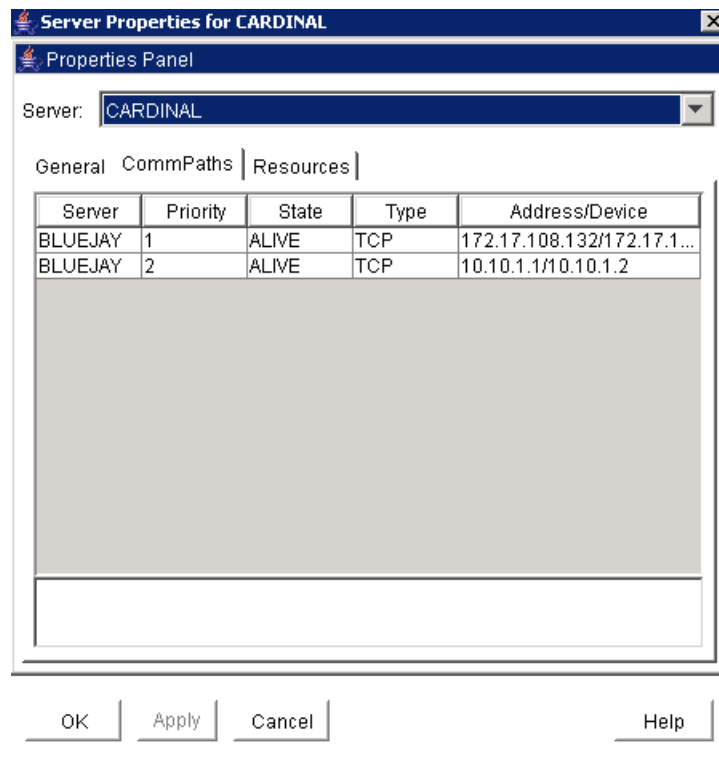 Server Properties for CARDINAL
Properties Panel
Server: CARDINAL
General CommPaths Resources
Server Priority State Type Address/Device
BLUEJAY 1 ALIVE TCP 172.17.108.132/172.17.1...
BLUEJAY 2 ALIVE TCP 10.10.1.1/10.10.1.2
OK Apply Cancel Help